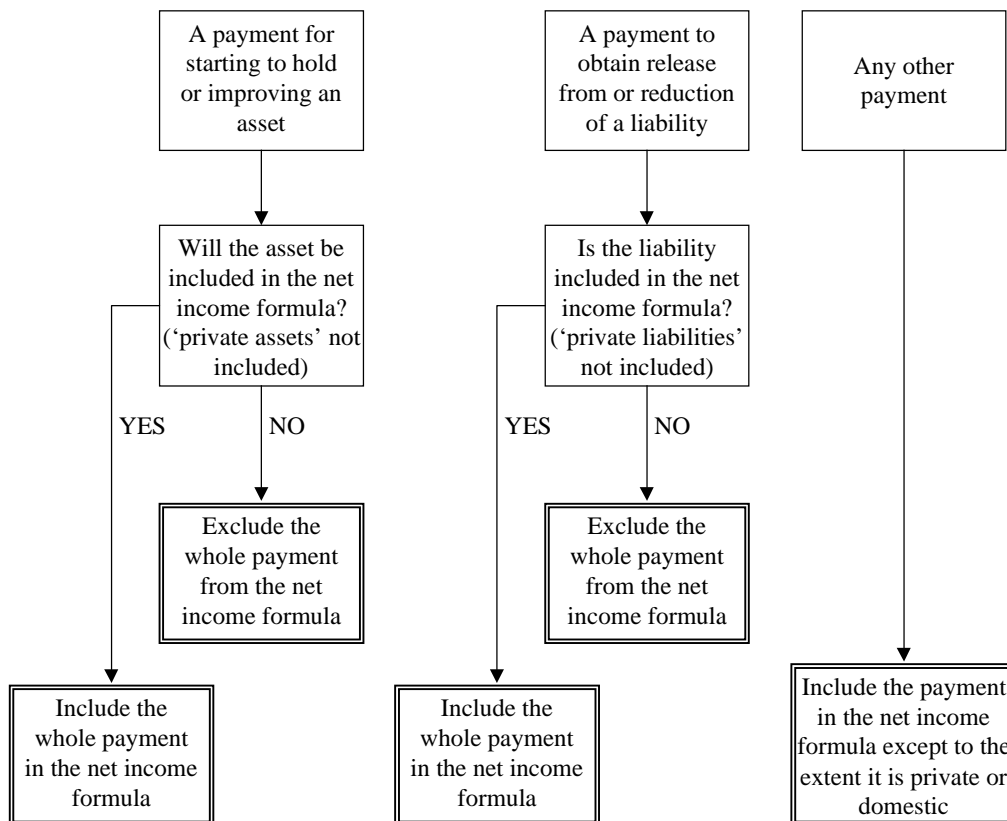 A payment for
starting to hold
or improving an
asset
A payment to
obtain release
from or reduction
of a liability
Any other
payment
Will the asset be
included in the net
income formula?
(‘private assets’ not
included)
Is the liability
included in the net
income formula?
(‘private liabilities’
not included)
YES
NO
YES
NO
Exclude the
whole payment
from the net
income formula
Exclude the
whole payment
from the net
income formula
Include the
whole payment
in the net income
formula
Include the
whole payment
in the net income
formula
Include the payment
in the net income
formula except to the
extent it is private or
domestic